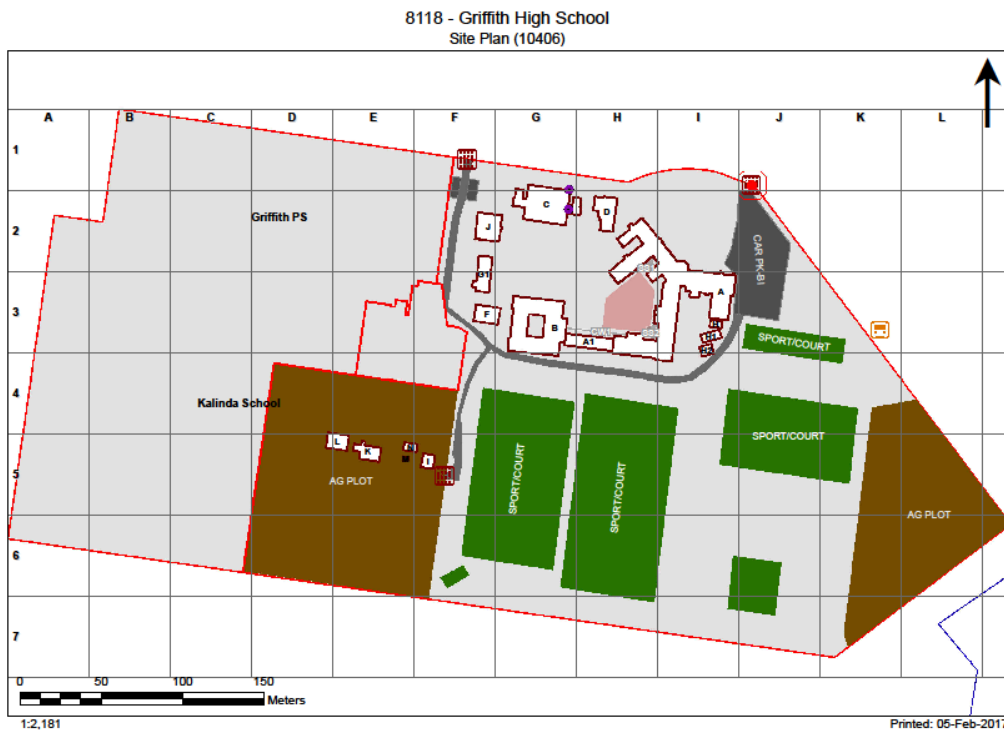 8118 - Griffith High School
Site Plan (10406)
A B C D E F G H I J K L
1
2
3
4
5
6
7
Griffith PS
C
D
J
G1
F
B
A
A1
CAR PK-B1
SPORT/COURT
Kalinda School
L
K
I
AG PLOT
SPORT/COURT
SPORT/COURT
SPORT/COURT
AG PLOT
0 50 100 150
Meters
1:2,181
Printed: 05-Feb-2017